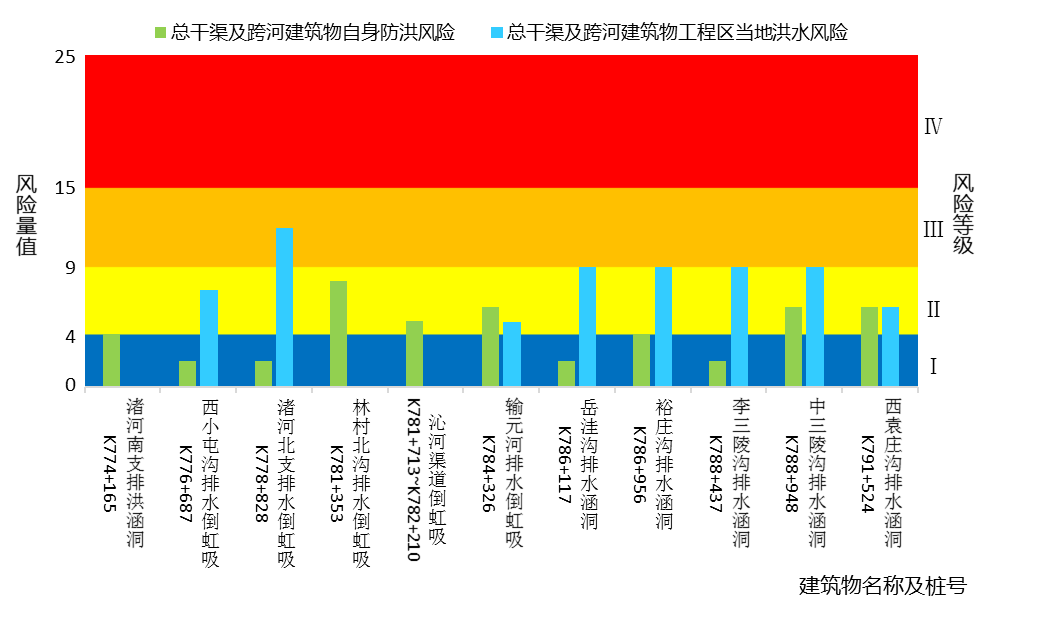 总干渠及跨河建筑物自身防洪风险
总干渠及跨河建筑物工程区当地洪水风险
25
15
9
4
0
风险量值
Ⅳ
Ⅲ
Ⅱ
Ⅰ
风险等级
渚河南支排洪涵洞
K774+165
西小屯沟排水倒虹吸
K776+687
渚河北支排水倒虹吸
K778+828
林村北沟排水倒虹吸
K781+353
沁河渠道倒虹吸
K781+713~K782+210
输元河排水倒虹吸
K784+326
岳洼沟排水涵洞
K786+117
裕庄沟排水涵洞
K786+956
李三陵沟排水涵洞
K788+437
中三陵沟排水涵洞
K788+948
西袁庄沟排水涵洞
K791+524
建筑物名称及桩号